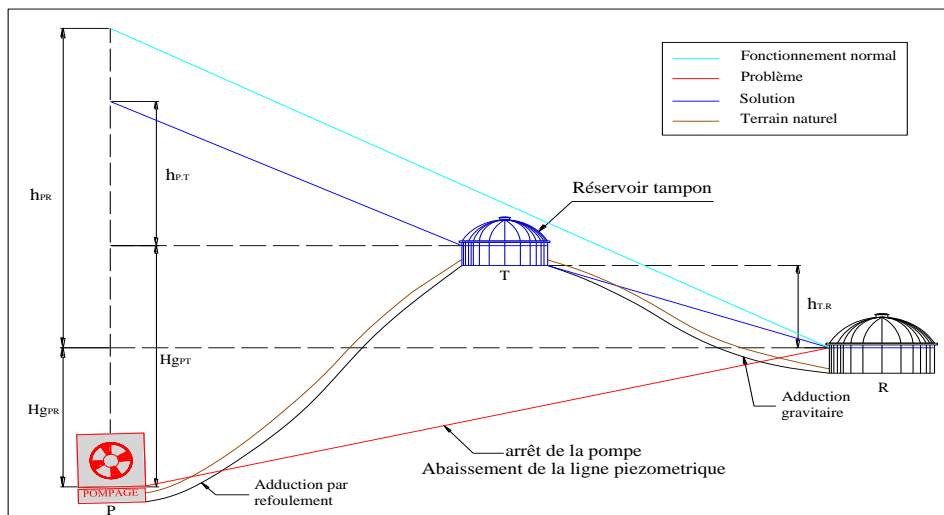 Fonctionnement normal
Problème
Solution
Terrain naturel
hPR
hP.T
Réservoir tampon
T
hT.R
HgPT
HgPR
R
Adduction
gravitaire
arrêt de la pompe
Abaissement de la ligne piezometrique
Adduction par
refoulement
POMPAGE
P